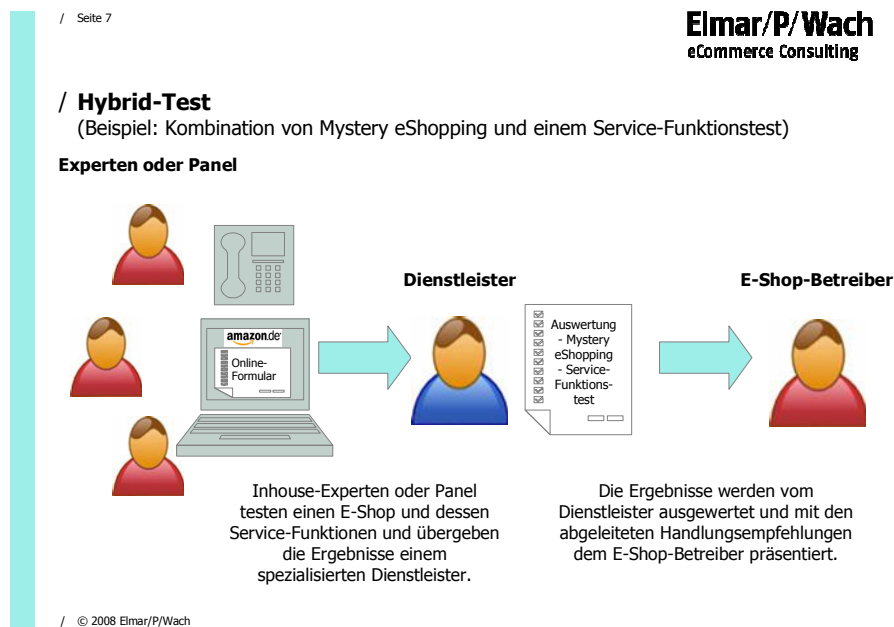 / Seite 7
Elmar/P/Wach
eCommerce Consulting
/ Hybrid-Test
(Beispiel: Kombination von Mystery eShopping und einem Service-Funktionstest)
Experten oder Panel
amazon.de
Online-
Formular
Dienstleister
Auswertung
- Mystery
eShopping
- Service-
Funktions-
test
E-Shop-Betreiber
Inhouse-Experten oder Panel
testen einen E-Shop und dessen
Service-Funktionen und übergeben
die Ergebnisse einem
spezialisierten Dienstleister.
Die Ergebnisse werden vom
Dienstleister ausgewertet und mit den
abgeleiteten Handlungsempfehlungen
dem E-Shop-Betreiber präsentiert.
/ © 2008 Elmar/P/Wach